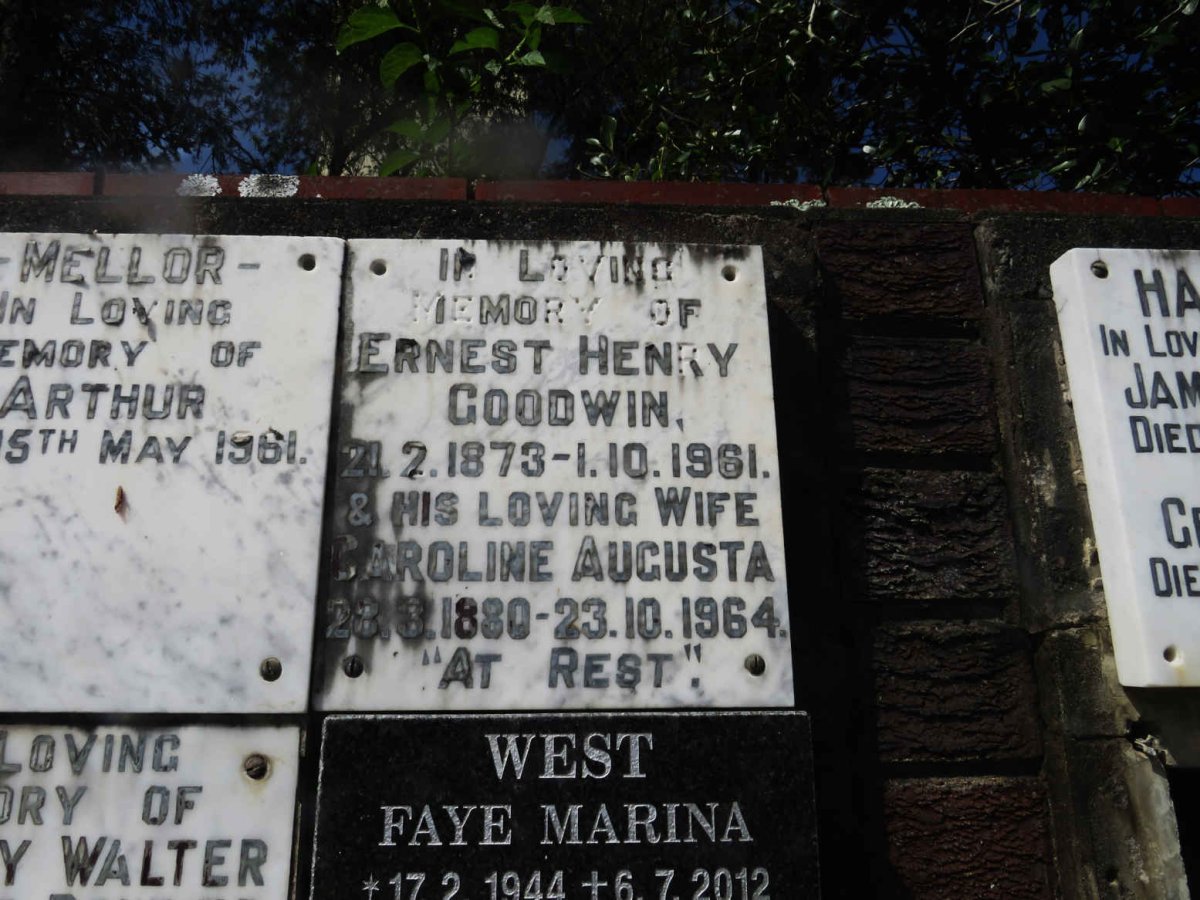 - MELLOR -
IN LOVING
MEMORY OF
ARTHUR
15TH MAY 1961.
IN LOVING
MEMORY OF
ERNEST HENRY
GOODWIN,
21. 2. 1873 - 1. 10. 1961.
& HIS LOVING WIFE
CAROLINE AUGUSTA
28. 3. 1880 - 23. 10. 1964.
"AT REST".
LOVING
OF
WALTER
WEST
FAYE MARINA
*17. 2. 1944 +6. 7. 2012
HA
IN LOV
JAM
DIED
DIE